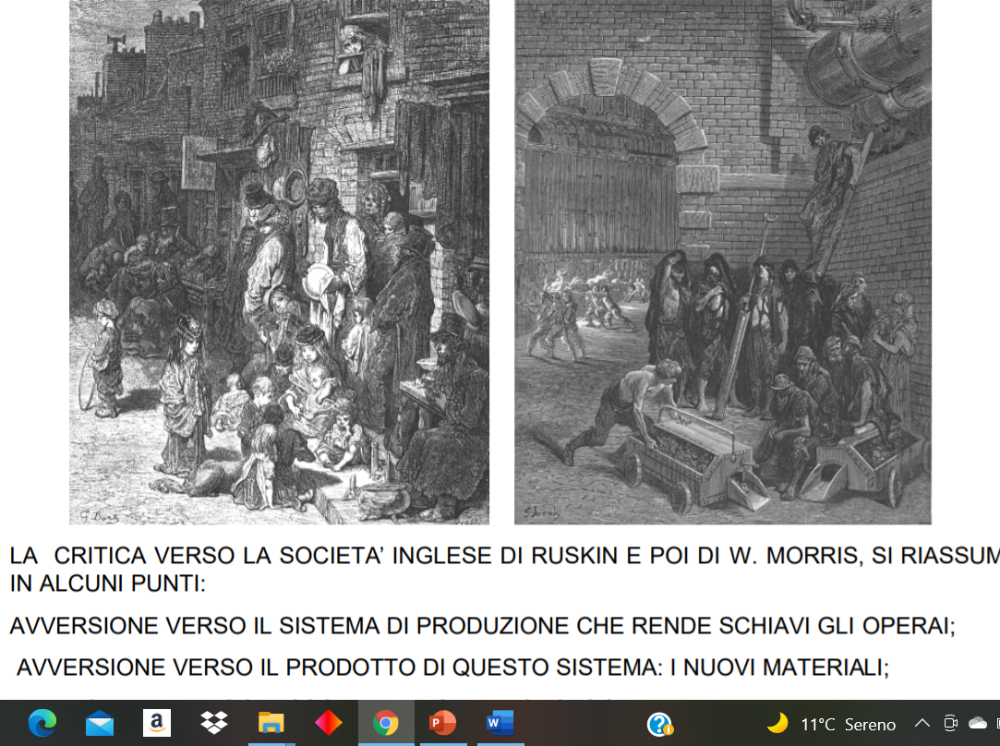 G Doré
LA CRITICA VERSO LA SOCIETA' INGLESE DI RUSKIN E POI DI W. MORRIS, SI RIASSUM
IN ALCUNI PUNTI:
AVVERSIONE VERSO IL SISTEMA DI PRODUZIONE CHE RENDE SCHIAVI GLI OPERAI;
AVVERSIONE VERSO IL PRODOTTO DI QUESTO SISTEMA: I NUOVI MATERIALI;
11°C Sereno